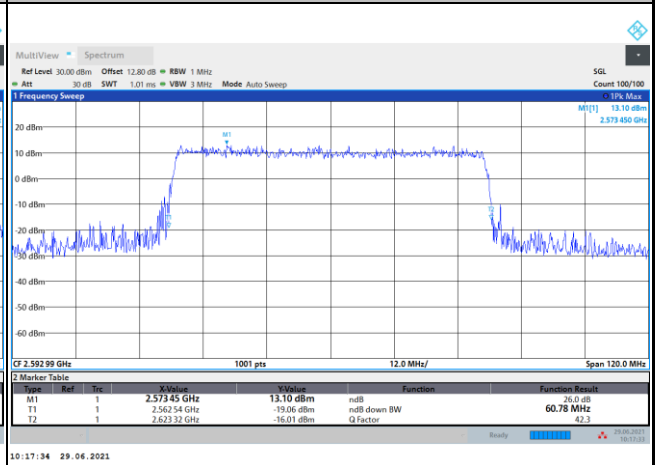 MultiView Spectrum
Ref Level 30.00 dBm Offset 12.80 dB RBW 1 MHz SGL
Att 30 dB SWT 1.01 ms VBW 3 MHz Mode Auto Sweep Count 100/100
1 Frequency Sweep 1Pk Max
M1[1] 13.10 dBm
2.573 450 GHz
M1
20 dBm
10 dBm
0 dBm
-10 dBm
-20 dBm
-30 dBm
-40 dBm
-50 dBm
-60 dBm
CF 2.592 99 GHz 1001 pts 12.0 MHz/ Span 120.0 MHz
2 Marker Table
Type Ref Trc X-Value Y-Value Function Function Result
M1 1 2.573 45 GHz 13.10 dBm ndB 26.0 dB
T1 1 2.562 54 GHz -19.06 dBm ndB down BW 60.78 MHz
T2 1 2.623 32 GHz -16.01 dBm Q Factor 42.3
Ready 29.06.2021
10:17:33
10:17:34 29.06.2021